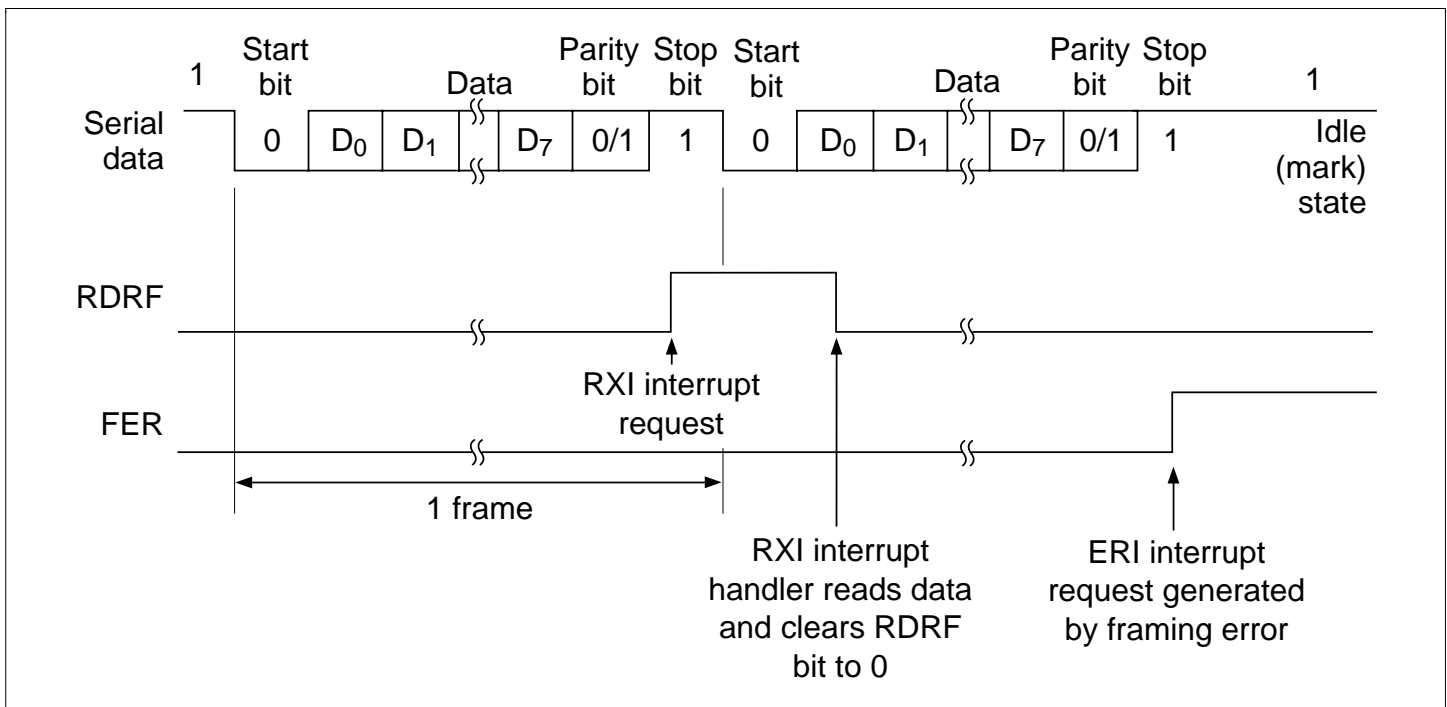 1
Start bit
Data
Parity bit
Stop bit
Start bit
Data
Parity bit
Stop bit
1
Serial data
0 D0 D1 D7 0/1 1 0 D0 D1 D7 0/1 1
Idle (mark) state
RDRF
RXI interrupt
request
FER
1 frame
RXI interrupt
handler reads data
and clears RDRF
bit to 0
ERI interrupt
request generated
by framing error